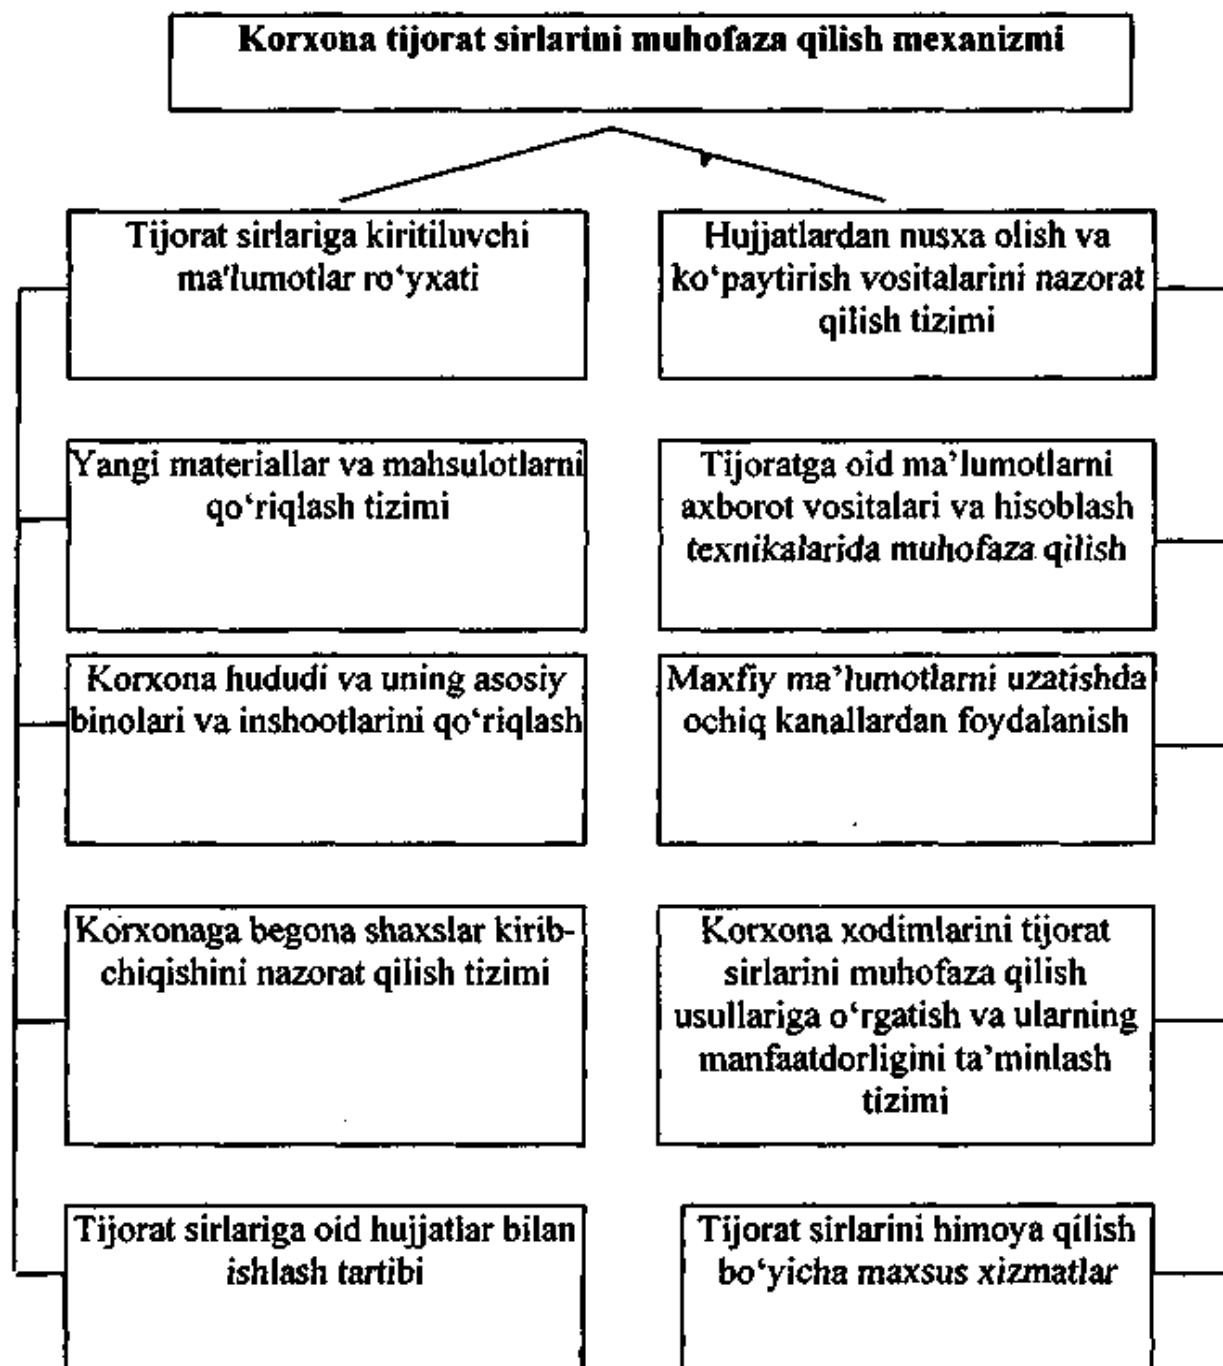 Korxona tijorat sirlarini muhofaza qilish mexanizmi
Tijorat sirlariga kiritiluvchi
ma'lumotlar ro‘yxati
Hujjatlardan nusxa olish va
ko‘paytirish vositalarini nazorat
qilish tizimi
Yangi materiallar va mahsulotlarni
qo‘riqlash tizimi
Tijoratga oid ma’lumotlarni
axborot vositalari va hisoblash
texnikalarida muhofaza qilish
Korxona hududi va uning asosiy
binolari va inshootlarini qo‘riqlash
Maxfiy ma’lumotlarni uzatishda
ochiq kanallardan foydalanish
Korxonaga begona shaxslar kirib-
chiqishini nazorat qilish tizimi
Korxona xodimlarini tijorat
sirlarini muhofaza qilish
usullariga o‘rgatish va ularning
manfaatdorligini ta’minlash
tizimi
Tijorat sirlariga oid hujjatlar bilan
ishlash tartibi
Tijorat sirlarini himoya qilish
bo‘yicha maxsus xizmatlar